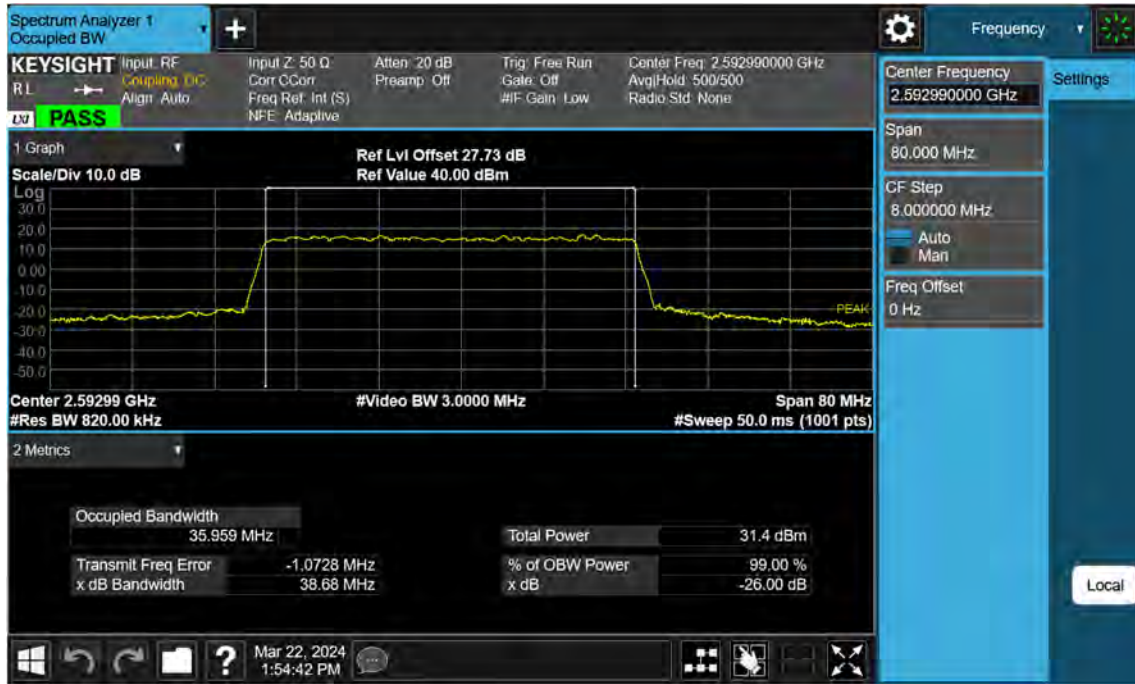 Spectrum Analyzer 1
Occupied BW
+
Frequency
KEYSIGHT
RL
LXI PASS
Input: RF
Coupling: DC
Align: Auto
Input Z: 50 Ω
Corr CCorr
Freq Ref: Int (S)
NFE: Adaptive
Atten: 20 dB
Preamp: Off
Trig: Free Run
Gate: Off
#IF Gain: Low
Center Freq: 2.592990000 GHz
Avg|Hold: 500/500
Radio Std: None
Center Frequency
2.592990000 GHz
Settings
Span
80.000 MHz
CF Step
8.000000 MHz
Auto
Man
Freq Offset
0 Hz
1 Graph
Scale/Div 10.0 dB
Ref Lvl Offset 27.73 dB
Ref Value 40.00 dBm
Log
30.0
20.0
10.0
0.00
-10.0
-20.0
-30.0
-40.0
-50.0
PEAK
Center 2.59299 GHz
#Res BW 820.00 kHz
#Video BW 3.0000 MHz
Span 80 MHz
#Sweep 50.0 ms (1001 pts)
2 Metrics
Occupied Bandwidth
35.959 MHz
Total Power 31.4 dBm
Transmit Freq Error -1.0728 MHz
% of OBW Power 99.00 %
x dB Bandwidth 38.68 MHz
x dB -26.00 dB
Local
?
Mar 22, 2024
1:54:42 PM